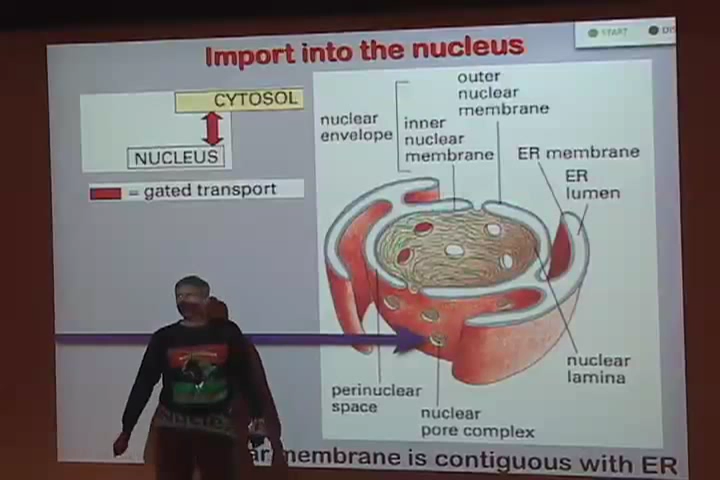 Import into the nucleus
START
CYTOSOL
NUCLEUS
= gated transport
nuclear
envelope
outer
nuclear
membrane
inner
nuclear
membrane
ER membrane
ER
lumen
perinuclear
space
nuclear
pore complex
nuclear
lamina
membrane is contiguous with ER